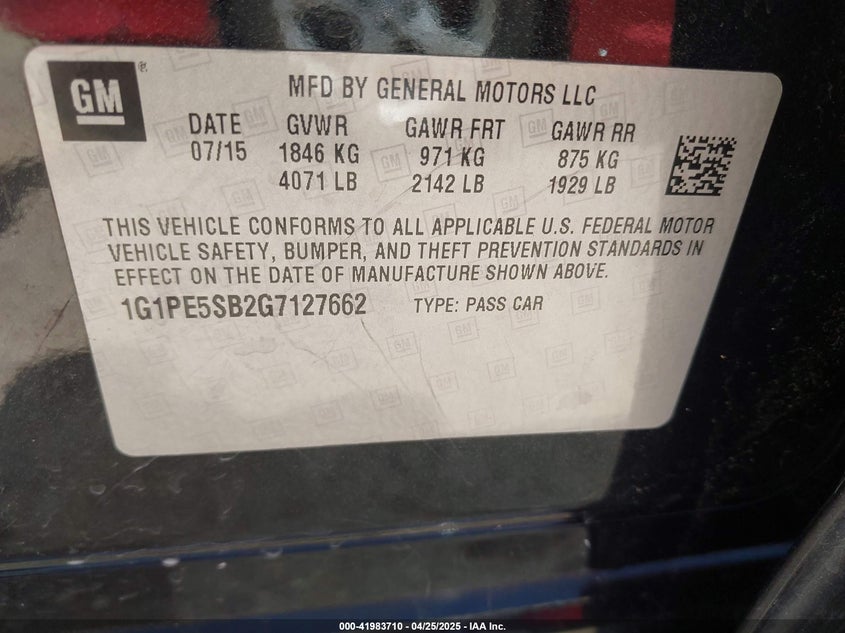 GM
MFD BY GENERAL MOTORS LLC
DATE GVWR GAWR FRT GAWR RR
07/15 1846 KG 971 KG 875 KG
4071 LB 2142 LB 1929 LB
THIS VEHICLE CONFORMS TO ALL APPLICABLE U.S. FEDERAL MOTOR
VEHICLE SAFETY, BUMPER, AND THEFT PREVENTION STANDARDS IN
EFFECT ON THE DATE OF MANUFACTURE SHOWN ABOVE.
1G1PE5SB2G7127662 TYPE: PASS CAR
000-41983710 - 04/25/2025 - IAA Inc.